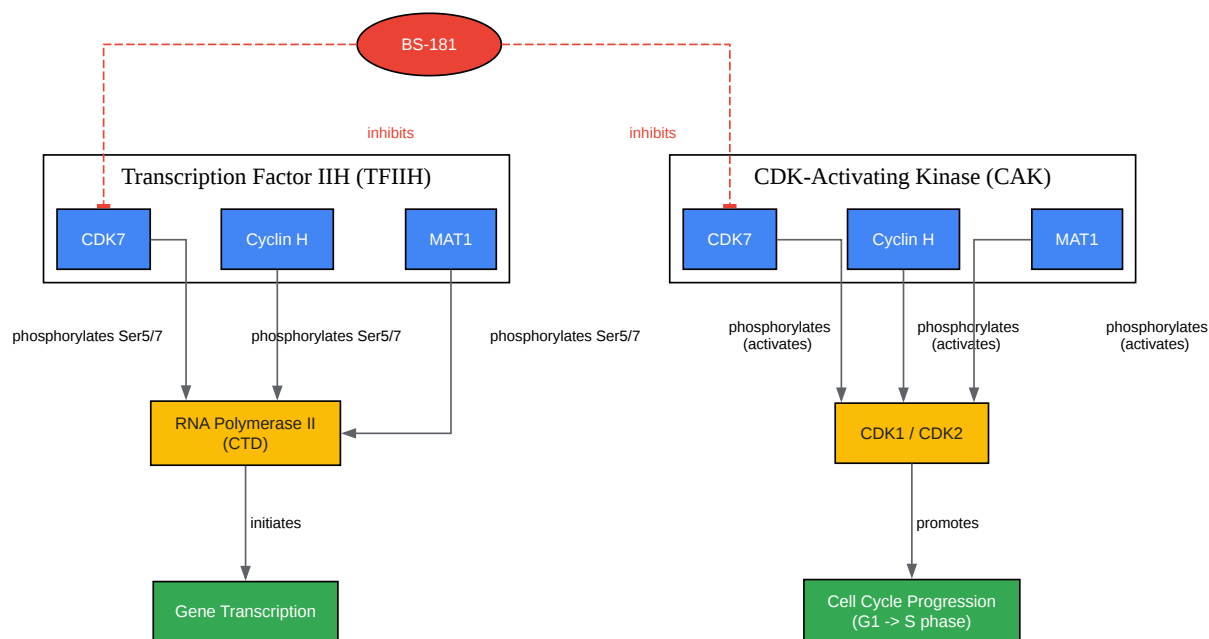 BS-181
inhibits
inhibits
Transcription Factor IIH (TFIIH)
CDK7
Cyclin H
MAT1
CDK-Activating Kinase (CAK)
CDK7
Cyclin H
MAT1
phosphorylates Ser5/7
phosphorylates Ser5/7
phosphorylates Ser5/7
phosphorylates
(activates)
phosphorylates
(activates)
phosphorylates
(activates)
RNA Polymerase II
(CTD)
CDK1 / CDK2
initiates
promotes
Gene Transcription
Cell Cycle Progression
(G1 -> S phase)